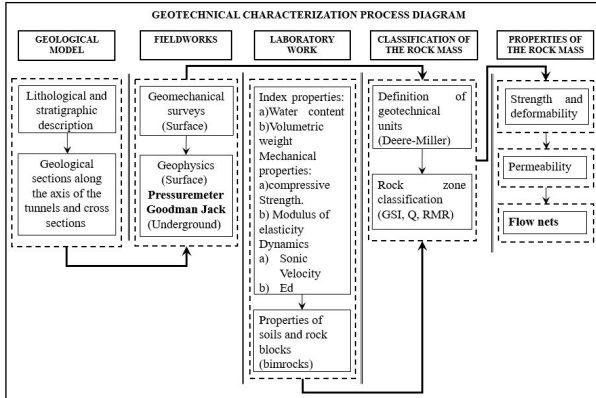 GEOTECHNICAL CHARACTERIZATION PROCESS DIAGRAM
GEOLOGICAL
MODEL
FIELDWORKS
LABORATORY
WORK
CLASSIFICATION OF
THE ROCK MASS
PROPERTIES OF
THE ROCK MASS
Lithological and
stratigraphic
description
Geological
sections along
the axis of the
tunnels and cross
sections
Geomechanical
surveys
(Surface)
Geophysics
(Surface)
Pressuremeter
Goodman Jack
(Underground)
Index properties:
a)Water content
b)Volumetric
weight
Mechanical
properties:
a)compressive
Strength.
b) Modulus of
elasticity
Dynamics
a) Sonic
Velocity
b) Ed
Properties of
soils and rock
blocks
(bimrocks)
Definition of
geotechnical
units
(Deere-Miller)
Rock zone
classification
(GSI, Q, RMR)
Strength and
deformability
Permeability
Flow nets